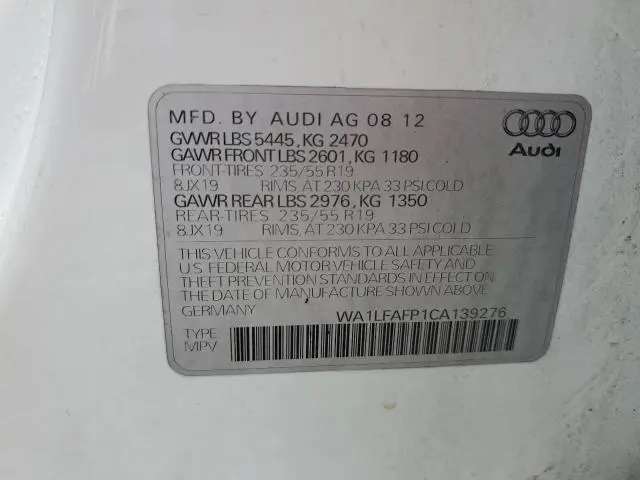 MFD. BY AUDI AG 08 12
GVWR LBS 5445, KG 2470
GAWR FRONT LBS 2601, KG 1180
FRONT-TIRES 235/55 R19
8JX19 RIMS, AT 230 KPA 33 PSI COLD
GAWR REAR LBS 2976, KG 1350
REAR-TIRES 235/55 R19
8JX19 RIMS, AT 230 KPA 33 PSI COLD
Audi
THIS VEHICLE CONFORMS TO ALL APPLICABLE
U.S. FEDERAL MOTOR VEHICLE SAFETY AND
THEFT PREVENTION STANDARDS IN EFFECT ON
THE DATE OF MANUFACTURE SHOWN ABOVE.
GERMANY WA1LFAFP1CA139276
TYPE
MPV